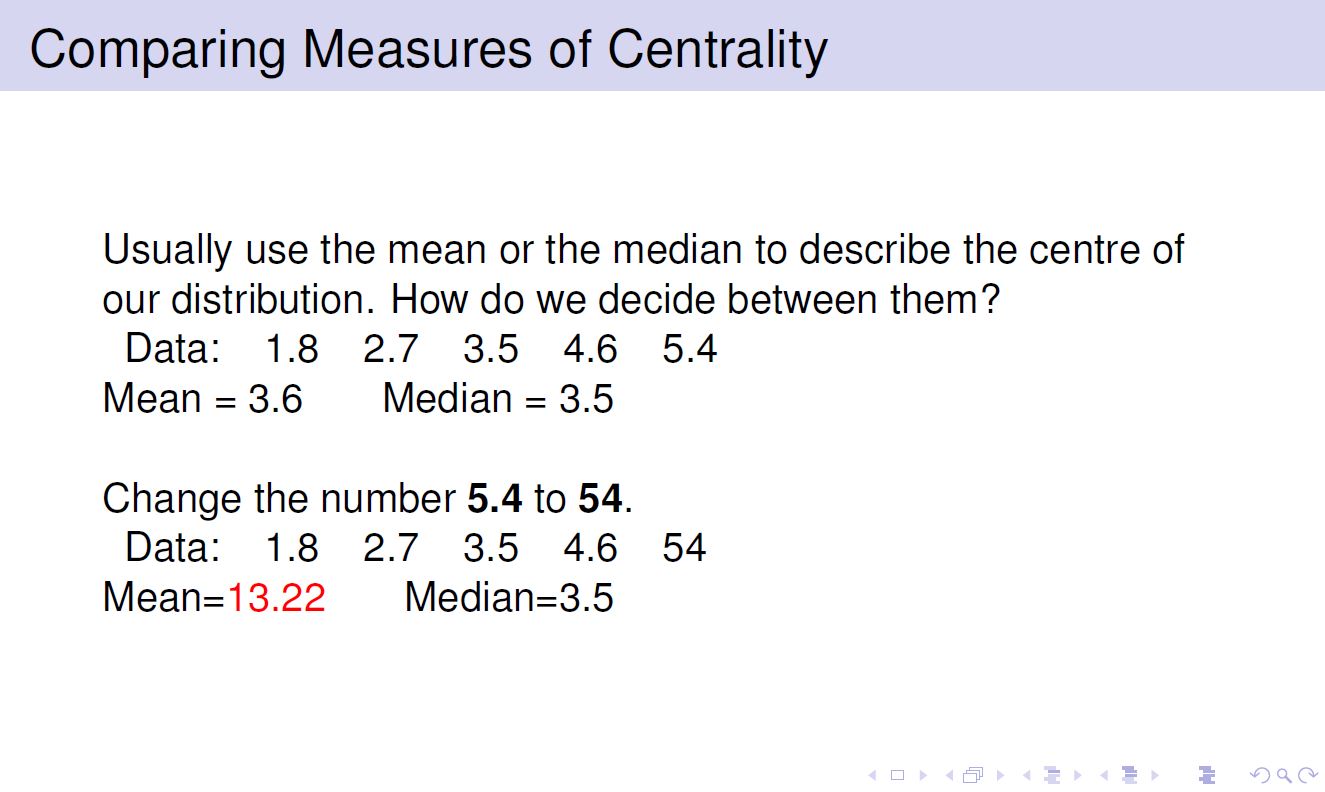 Comparing Measures of Centrality
Usually use the mean or the median to describe the centre of
our distribution. How do we decide between them?
Data: 1.8 2.7 3.5 4.6 5.4
Mean = 3.6 Median = 3.5
Change the number 5.4 to 54.
Data: 1.8 2.7 3.5 4.6 54
Mean=13.22 Median=3.5